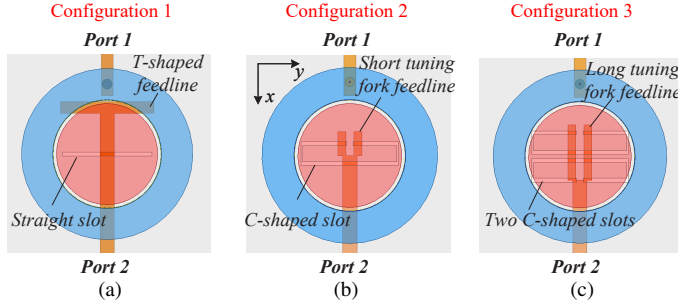 Configuration 1
Configuration 2
Configuration 3
Port 1
Port 1
Port 1
T-shaped
feedline
Straight slot
Port 2
(a)
y
x
Short tuning
fork feedline
C-shaped slot
Port 2
(b)
Long tuning
fork feedline
Two C-shaped slots
Port 2
(c)